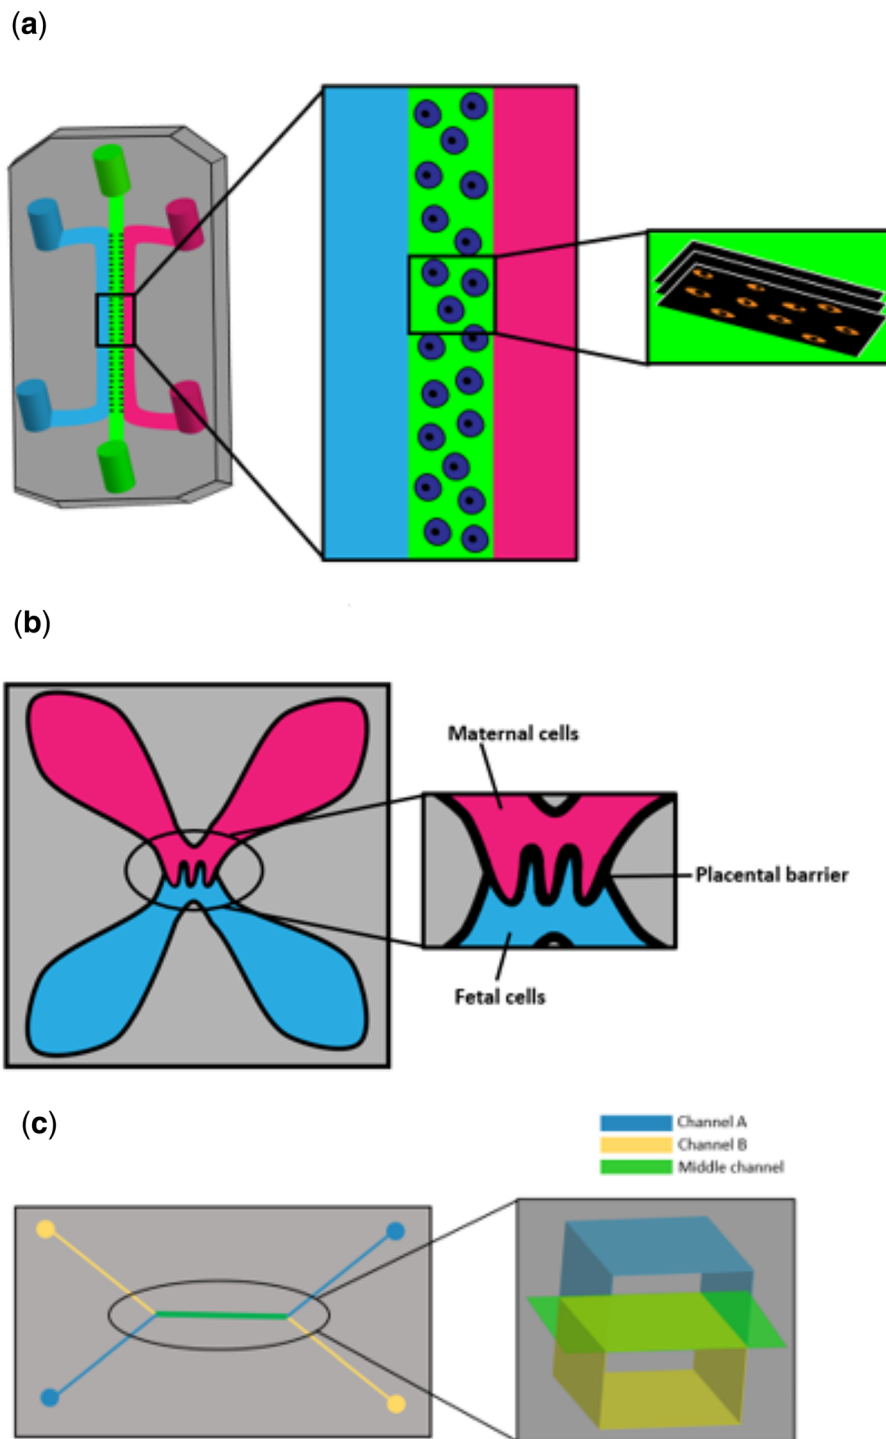 (a)
(b)
Maternal cells
Placental barrier
Fetal cells
(c)
Channel A
Channel B
Middle channel